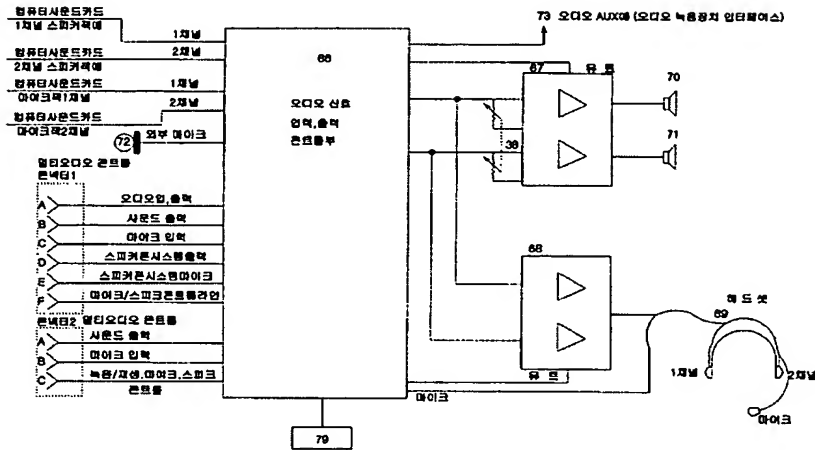 컴퓨터사운드카드
1채널 스피커잭에
1채널
컴퓨터사운드카드
2채널 스피커잭에
2채널
컴퓨터사운드카드
마이크잭1채널
1채널
컴퓨터사운드카드
마이크잭2채널
2채널
72 외부 마이크
멀티오디오 콘트롤
콘넥터1
A 오디오입,출력
B 사운드 출력
C 마이크 입력
D 스피커폰시스템출력
E 스피커폰시스템마이크
F 마이크/스피크콘트롤라인
콘넥터2 멀티오디오 콘트롤
A 사운드 출력
B 마이크 입력
C 녹음/재생,마이크,스피크
콘트롤
66
오디오 신호
입력,출력
콘트롤부
79
73 오디오 AUX에 (오디오 녹음장치 인터페이스)
67 뮤트
38
70
71
68
뮤트
마이크
헤드셋
69
1채널
2채널
마이크